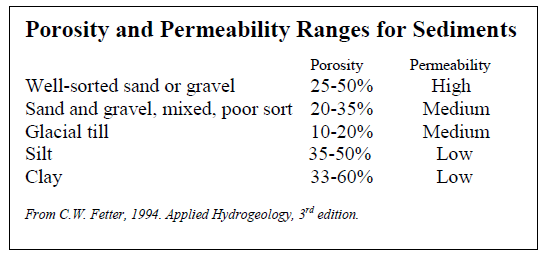 Porosity and Permeability Ranges for Sediments
Porosity Permeability
Well-sorted sand or gravel 25-50% High
Sand and gravel, mixed, poor sort 20-35% Medium
Glacial till 10-20% Medium
Silt 35-50% Low
Clay 33-60% Low
From C.W. Fetter, 1994. Applied Hydrogeology, 3rd edition.